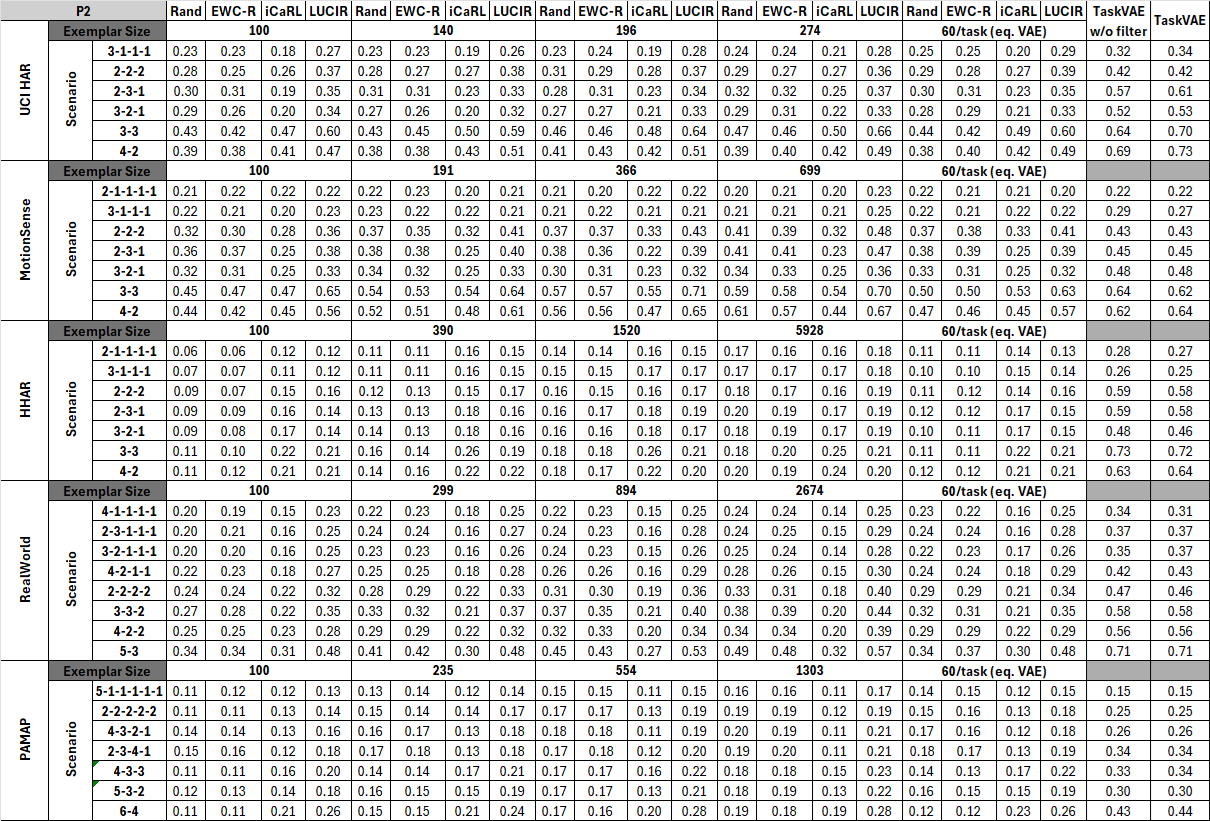 P2 Rand EWC-R iCaRL LUCIR Rand EWC-R iCaRL LUCIR Rand EWC-R iCaRL LUCIR Rand EWC-R iCaRL LUCIR Rand EWC-R iCaRL LUCIR TaskVAE w/o filter TaskVAE
UCI HAR
Exemplar Size 100 140 196 274 60/task (eq. VAE)
Scenario
3-1-1-1 0.23 0.23 0.18 0.27 0.23 0.23 0.19 0.26 0.23 0.24 0.19 0.28 0.24 0.24 0.21 0.28 0.25 0.25 0.20 0.29 0.32 0.34
2-2-2 0.28 0.25 0.26 0.37 0.28 0.27 0.27 0.38 0.31 0.29 0.28 0.37 0.29 0.27 0.27 0.36 0.29 0.28 0.27 0.39 0.42 0.42
2-3-1 0.30 0.31 0.19 0.35 0.31 0.31 0.23 0.33 0.28 0.31 0.23 0.34 0.32 0.32 0.25 0.37 0.30 0.31 0.23 0.35 0.57 0.61
3-2-1 0.29 0.26 0.20 0.34 0.27 0.26 0.20 0.32 0.27 0.27 0.21 0.33 0.29 0.31 0.22 0.33 0.28 0.29 0.21 0.33 0.52 0.53
3-3 0.43 0.42 0.47 0.60 0.43 0.45 0.50 0.59 0.46 0.46 0.48 0.64 0.47 0.46 0.50 0.66 0.44 0.42 0.49 0.60 0.64 0.70
4-2 0.39 0.38 0.41 0.47 0.38 0.38 0.43 0.51 0.41 0.43 0.42 0.51 0.39 0.40 0.42 0.49 0.38 0.40 0.42 0.49 0.69 0.73
MotionSense
Exemplar Size 100 191 366 699 60/task (eq. VAE)
Scenario
2-1-1-1-1 0.21 0.22 0.22 0.22 0.22 0.23 0.20 0.21 0.21 0.20 0.22 0.22 0.20 0.21 0.20 0.23 0.22 0.21 0.21 0.20 0.22 0.22
3-1-1-1 0.22 0.21 0.20 0.23 0.23 0.22 0.22 0.21 0.21 0.22 0.21 0.21 0.21 0.21 0.21 0.25 0.22 0.21 0.22 0.22 0.29 0.27
2-2-2 0.32 0.30 0.28 0.36 0.37 0.35 0.32 0.41 0.37 0.37 0.33 0.43 0.41 0.39 0.32 0.48 0.37 0.38 0.33 0.41 0.43 0.43
2-3-1 0.36 0.37 0.25 0.38 0.38 0.38 0.25 0.40 0.38 0.36 0.22 0.39 0.41 0.41 0.23 0.47 0.38 0.39 0.25 0.39 0.45 0.45
3-2-1 0.32 0.31 0.25 0.33 0.34 0.32 0.25 0.33 0.30 0.31 0.23 0.32 0.34 0.33 0.25 0.36 0.33 0.31 0.25 0.32 0.48 0.48
3-3 0.45 0.47 0.47 0.65 0.54 0.53 0.54 0.64 0.57 0.57 0.55 0.71 0.59 0.58 0.54 0.70 0.50 0.50 0.53 0.63 0.64 0.62
4-2 0.44 0.42 0.45 0.56 0.52 0.51 0.48 0.61 0.56 0.56 0.47 0.65 0.61 0.57 0.44 0.67 0.47 0.46 0.45 0.57 0.62 0.64
HHAR
Exemplar Size 100 390 1520 5928 60/task (eq. VAE)
Scenario
2-1-1-1-1 0.06 0.06 0.12 0.12 0.11 0.11 0.16 0.15 0.14 0.14 0.16 0.15 0.17 0.16 0.16 0.18 0.11 0.11 0.14 0.13 0.28 0.27
3-1-1-1 0.07 0.07 0.11 0.12 0.11 0.11 0.16 0.15 0.15 0.15 0.17 0.17 0.17 0.17 0.17 0.18 0.10 0.10 0.15 0.14 0.26 0.25
2-2-2 0.09 0.07 0.15 0.16 0.12 0.13 0.15 0.17 0.16 0.15 0.16 0.17 0.18 0.17 0.16 0.19 0.11 0.12 0.14 0.16 0.59 0.58
2-3-1 0.09 0.09 0.16 0.14 0.13 0.13 0.18 0.16 0.16 0.17 0.18 0.19 0.20 0.19 0.17 0.19 0.12 0.12 0.17 0.15 0.59 0.58
3-2-1 0.09 0.08 0.17 0.14 0.14 0.13 0.18 0.16 0.16 0.16 0.18 0.17 0.18 0.19 0.17 0.19 0.10 0.11 0.17 0.15 0.48 0.46
3-3 0.11 0.10 0.22 0.21 0.16 0.14 0.26 0.19 0.18 0.18 0.26 0.21 0.18 0.20 0.25 0.21 0.11 0.11 0.22 0.21 0.73 0.72
4-2 0.11 0.12 0.21 0.21 0.14 0.16 0.22 0.22 0.18 0.17 0.22 0.20 0.20 0.19 0.24 0.20 0.12 0.12 0.21 0.21 0.63 0.64
RealWorld
Exemplar Size 100 299 894 2674 60/task (eq. VAE)
Scenario
4-1-1-1-1 0.20 0.19 0.15 0.23 0.22 0.23 0.18 0.25 0.22 0.23 0.15 0.25 0.24 0.24 0.14 0.25 0.23 0.22 0.16 0.25 0.34 0.31
2-3-1-1-1 0.20 0.21 0.16 0.25 0.24 0.24 0.16 0.27 0.24 0.23 0.16 0.28 0.24 0.25 0.15 0.29 0.24 0.24 0.16 0.28 0.37 0.37
3-2-1-1-1 0.20 0.20 0.16 0.25 0.23 0.23 0.16 0.26 0.24 0.23 0.15 0.26 0.25 0.24 0.14 0.28 0.22 0.23 0.17 0.26 0.35 0.37
4-2-1-1 0.22 0.23 0.18 0.27 0.25 0.25 0.18 0.28 0.26 0.26 0.16 0.29 0.28 0.26 0.15 0.30 0.24 0.24 0.18 0.29 0.42 0.43
2-2-2-2 0.24 0.24 0.22 0.32 0.28 0.29 0.22 0.33 0.31 0.30 0.19 0.36 0.33 0.31 0.18 0.40 0.29 0.29 0.21 0.34 0.47 0.46
3-3-2 0.27 0.28 0.22 0.35 0.33 0.32 0.21 0.37 0.37 0.35 0.21 0.40 0.38 0.39 0.20 0.44 0.32 0.31 0.21 0.35 0.58 0.58
4-2-2 0.25 0.25 0.23 0.28 0.29 0.29 0.22 0.32 0.32 0.33 0.20 0.34 0.34 0.34 0.20 0.39 0.29 0.29 0.22 0.29 0.56 0.56
5-3 0.34 0.34 0.31 0.48 0.41 0.42 0.30 0.48 0.45 0.43 0.27 0.53 0.49 0.48 0.32 0.57 0.34 0.37 0.30 0.48 0.71 0.71
PAMAP
Exemplar Size 100 235 554 1303 60/task (eq. VAE)
Scenario
5-1-1-1-1-1 0.11 0.12 0.12 0.13 0.13 0.14 0.12 0.14 0.15 0.15 0.11 0.15 0.16 0.16 0.11 0.17 0.14 0.15 0.12 0.15 0.15 0.15
2-2-2-2-2 0.11 0.11 0.13 0.14 0.15 0.14 0.14 0.17 0.17 0.17 0.13 0.19 0.19 0.19 0.12 0.19 0.15 0.16 0.13 0.18 0.25 0.25
4-3-2-1 0.14 0.14 0.13 0.16 0.16 0.17 0.13 0.18 0.18 0.18 0.11 0.19 0.20 0.19 0.11 0.21 0.17 0.16 0.12 0.18 0.26 0.26
2-3-4-1 0.15 0.16 0.12 0.18 0.17 0.18 0.13 0.18 0.17 0.18 0.12 0.20 0.19 0.20 0.11 0.21 0.18 0.17 0.13 0.19 0.34 0.34
4-3-3 0.11 0.11 0.16 0.20 0.14 0.14 0.17 0.21 0.17 0.17 0.16 0.22 0.18 0.18 0.15 0.23 0.14 0.13 0.17 0.22 0.33 0.34
5-3-2 0.12 0.13 0.14 0.18 0.16 0.15 0.15 0.19 0.17 0.17 0.13 0.21 0.18 0.19 0.13 0.22 0.16 0.15 0.15 0.19 0.30 0.30
6-4 0.11 0.11 0.21 0.26 0.15 0.15 0.21 0.24 0.17 0.16 0.20 0.28 0.19 0.18 0.19 0.28 0.12 0.12 0.23 0.26 0.43 0.44